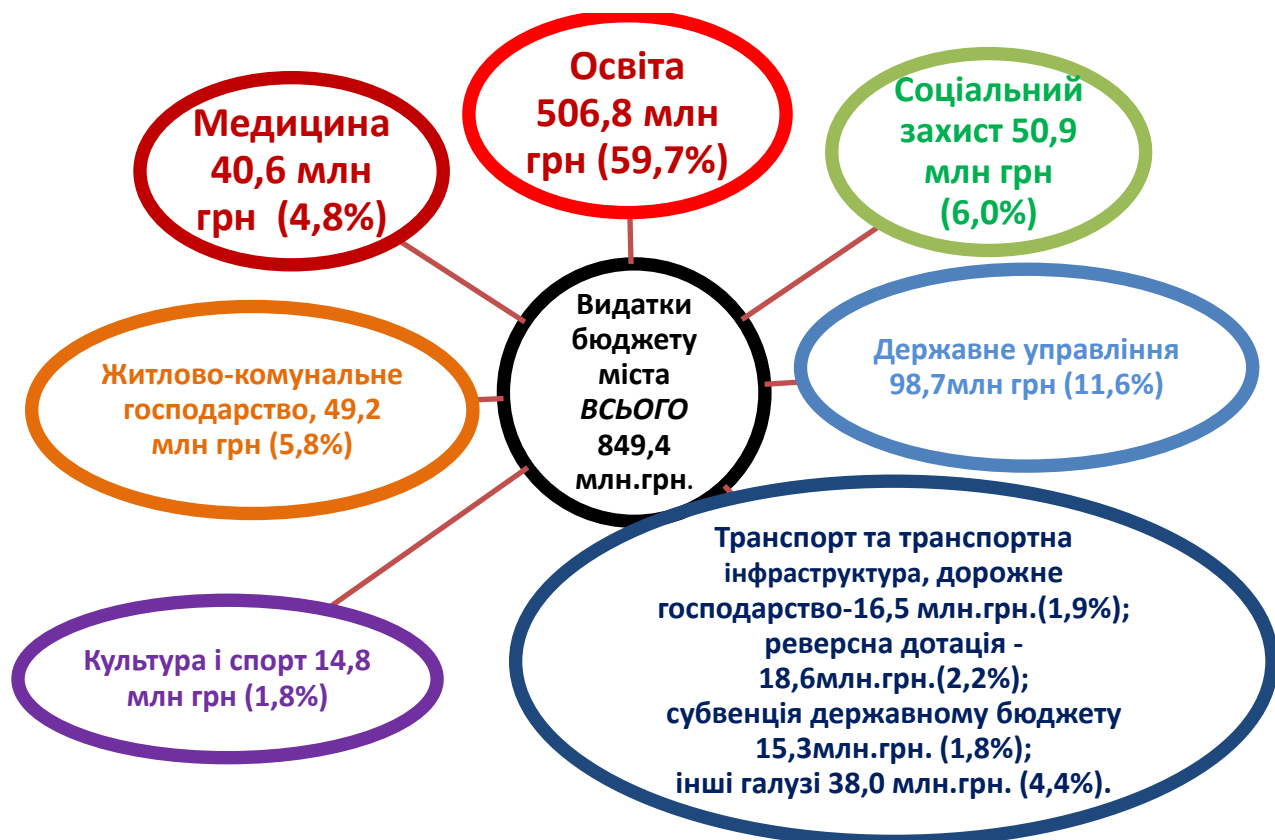 Освіта
506,8 млн
грн (59,7%)
Медицина
40,6 млн
грн (4,8%)
Соціальний
захист 50,9
млн грн
(6,0%)
Видатки
бюджету
міста
ВСЬОГО
849,4
млн.грн.
Державне управління
98,7млн грн (11,6%)
Житлово-комунальне
господарство, 49,2
млн грн (5,8%)
Транспорт та транспортна
інфраструктура, дорожне
господарство-16,5 млн.грн.(1,9%);
реверсна дотація -
18,6млн.грн.(2,2%);
субвенція державному бюджету
15,3млн.грн. (1,8%);
інші галузі 38,0 млн.грн. (4,4%).
Культура і спорт 14,8
млн грн (1,8%)